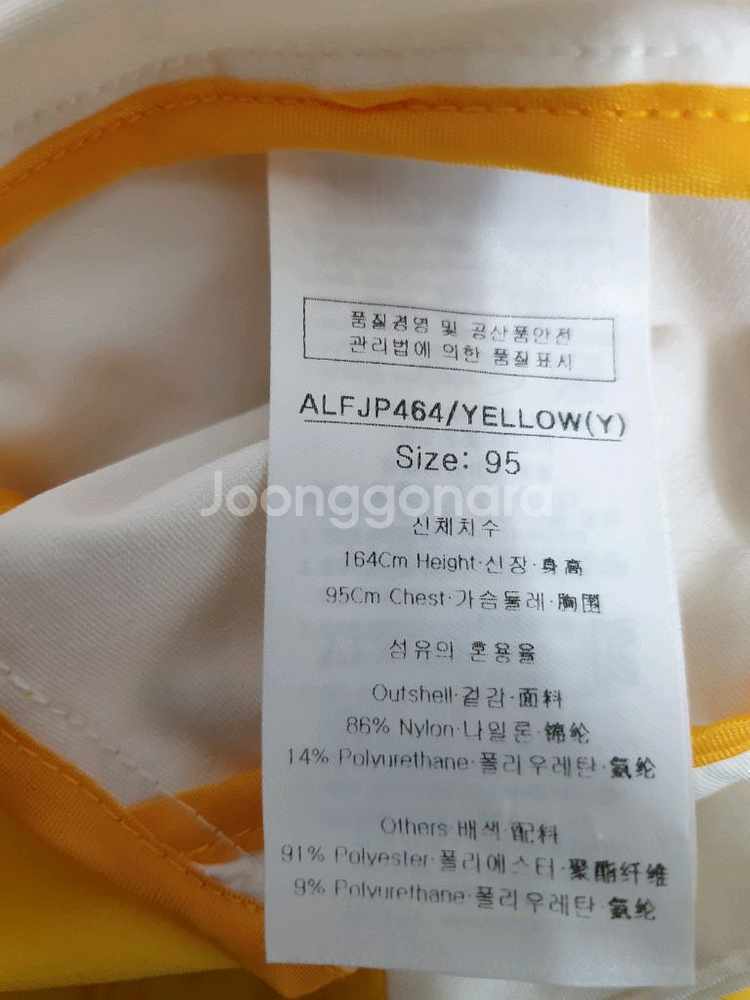 품질경영 및 공산품안전
관리법에 의한 품질표시
ALFJP464/YELLOW(Y)
Size: 95
Joonggonara
신체치수
164Cm Height·신장·身高
95Cm Chest·가슴둘레·胸围
섬유의 혼용율
Outshell·겉감·面料
86% Nylon·나일론·锦纶
14% Polyurethane·폴리우레탄·氨纶
Others·배색·配料
91% Polyester·폴리에스터·聚酯纤维
9% Polyurethane·폴리우레탄·氨纶